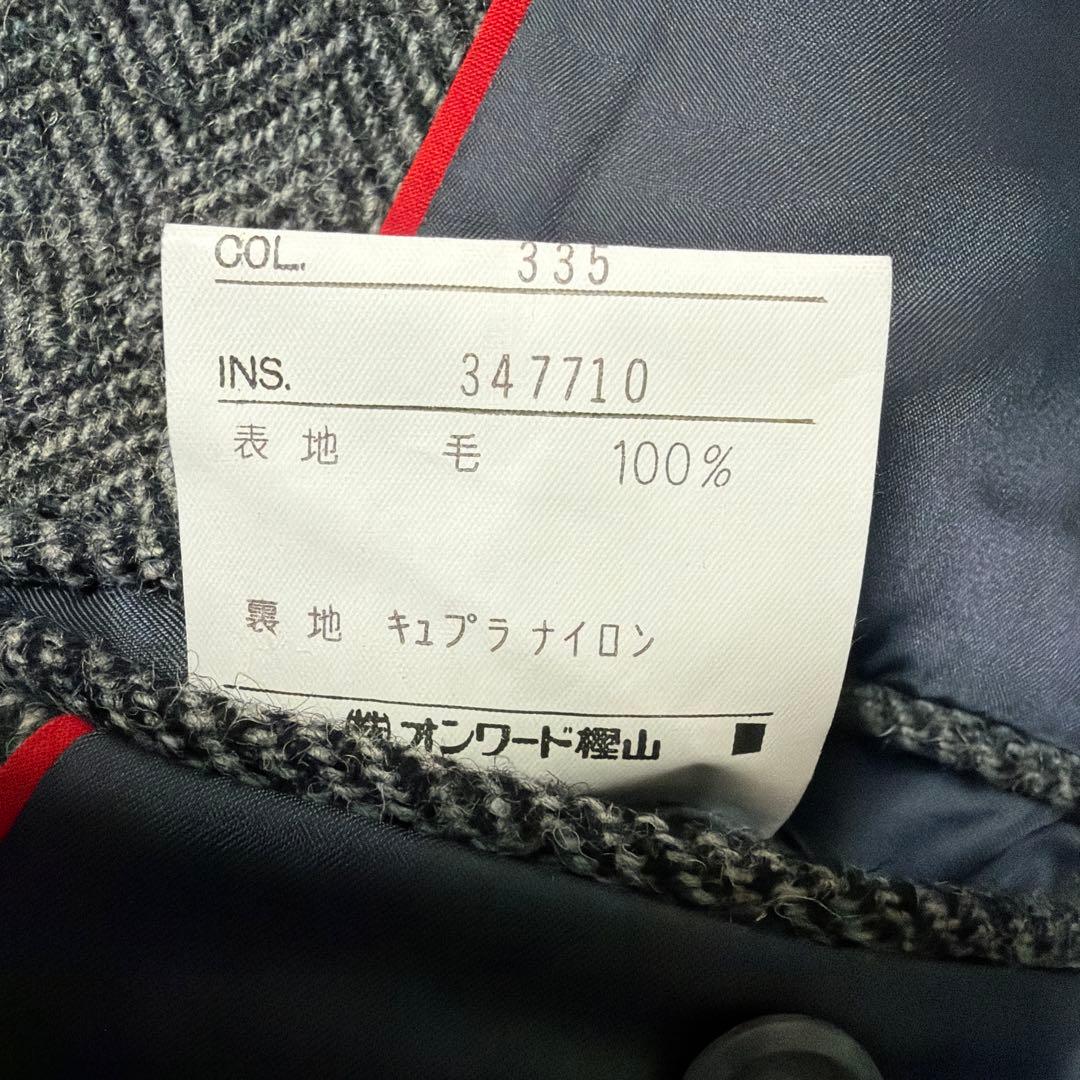 COL. 335
INS. 347710
表地 毛 100%
裏地 キュプラ ナイロン
㈱オンワード樫山